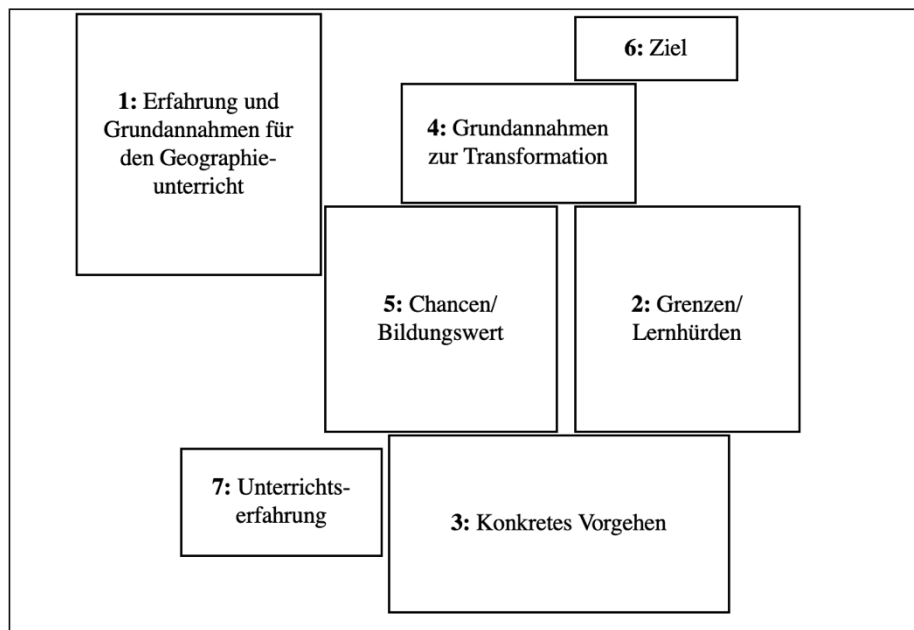 6: Ziel
1: Erfahrung und
Grundannahmen für
den Geographie-
unterricht
4: Grundannahmen
zur Transformation
5: Chancen/
Bildungswert
2: Grenzen/
Lernhürden
7: Unterrichts-
erfahrung
3: Konkretes Vorgehen